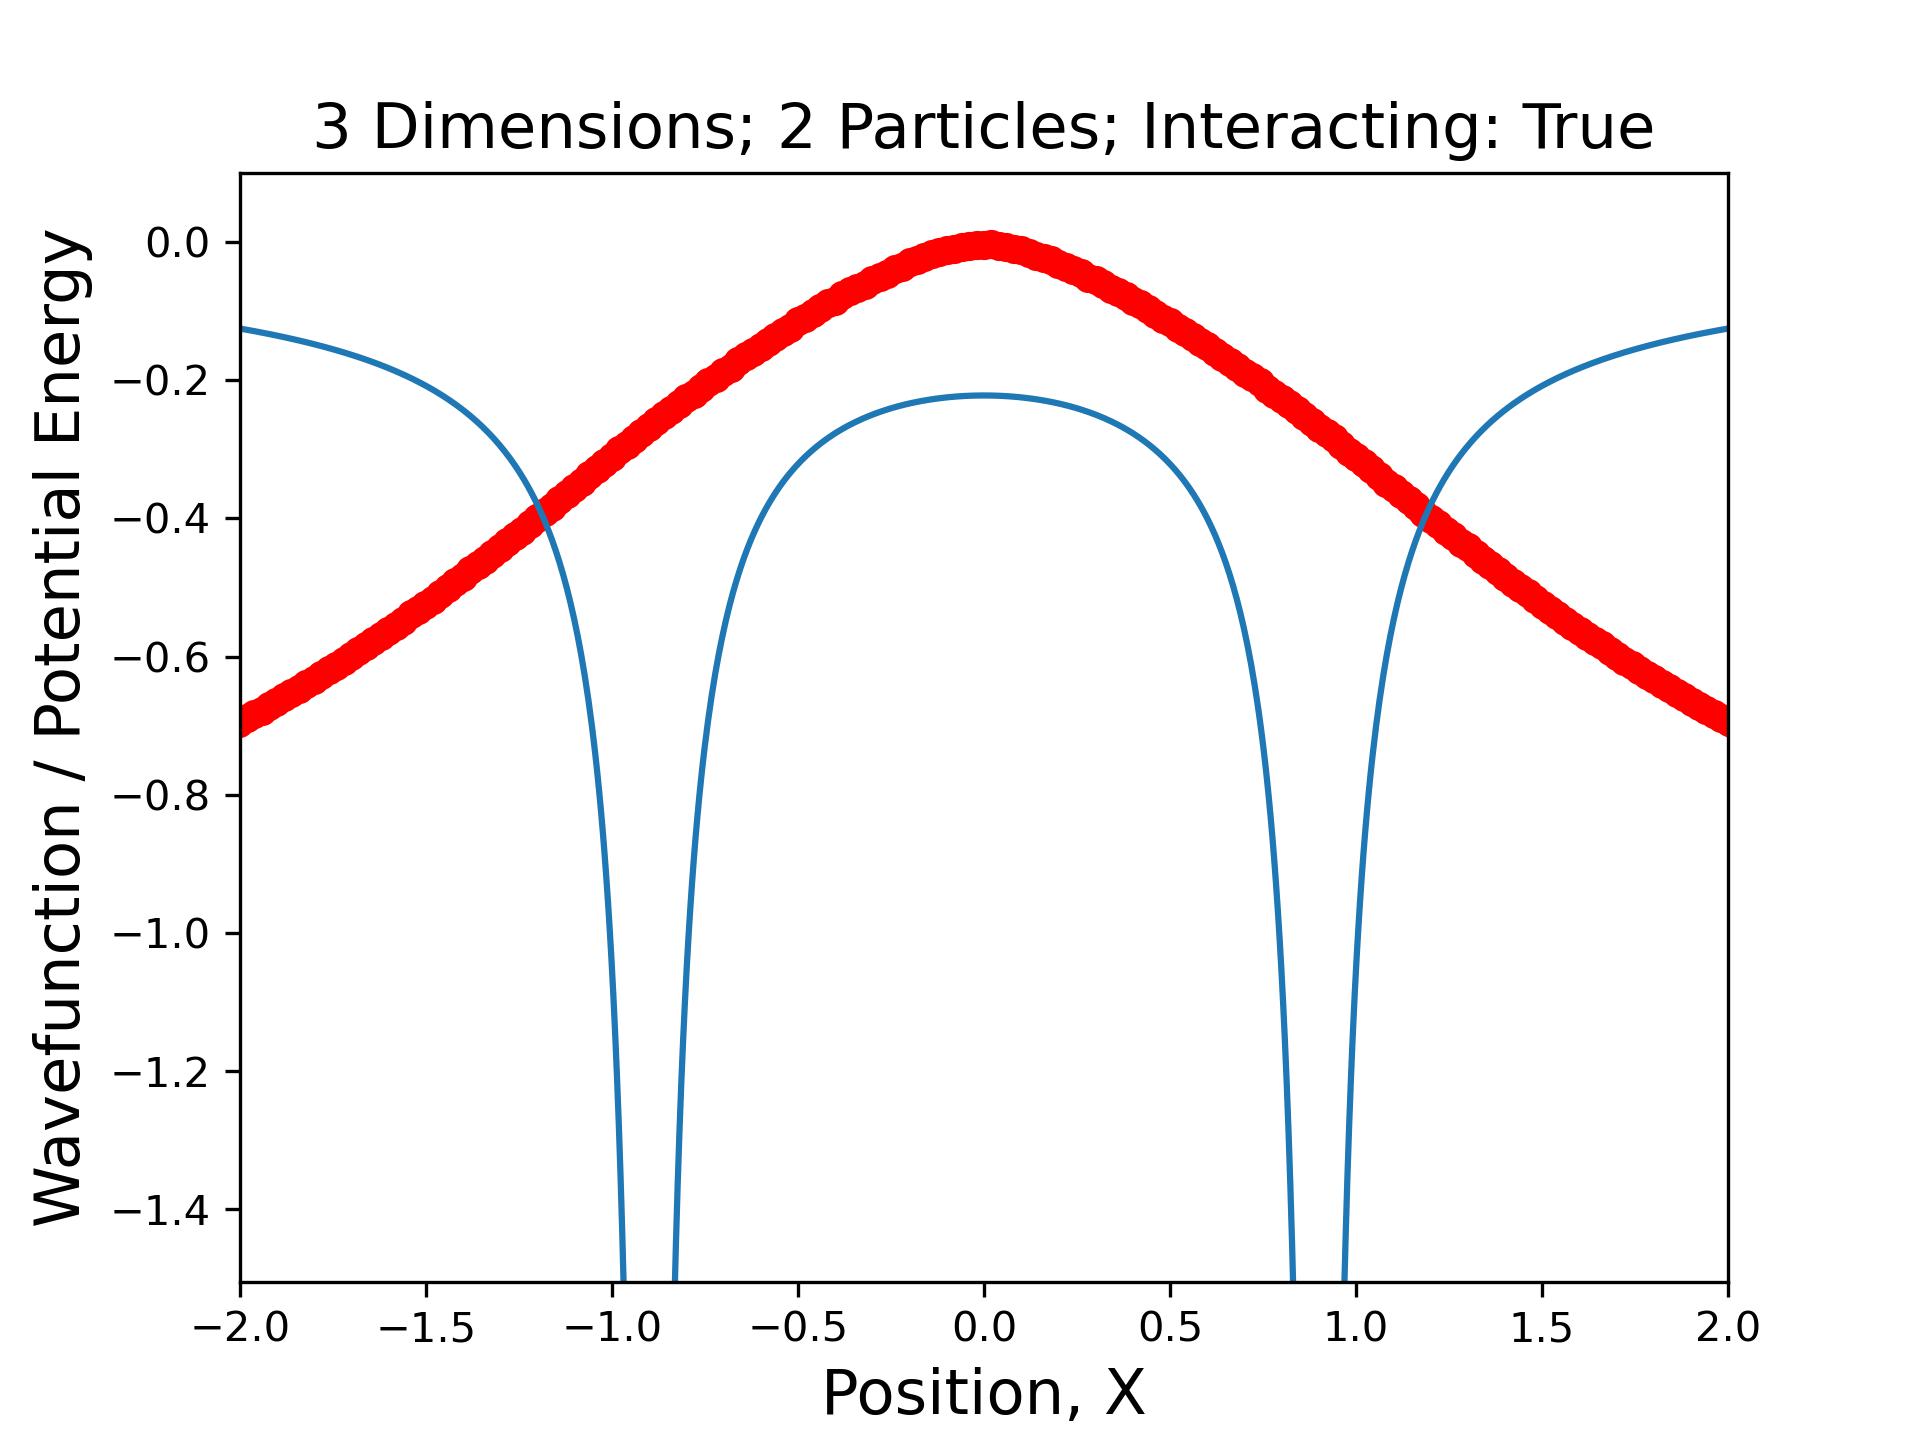 3 Dimensions; 2 Particles; Interacting: True
Wavefunction / Potential Energy
0.0
−0.2
−0.4
−0.6
−0.8
−1.0
−1.2
−1.4
−2.0 −1.5 −1.0 −0.5 0.0 0.5 1.0 1.5 2.0
Position, X